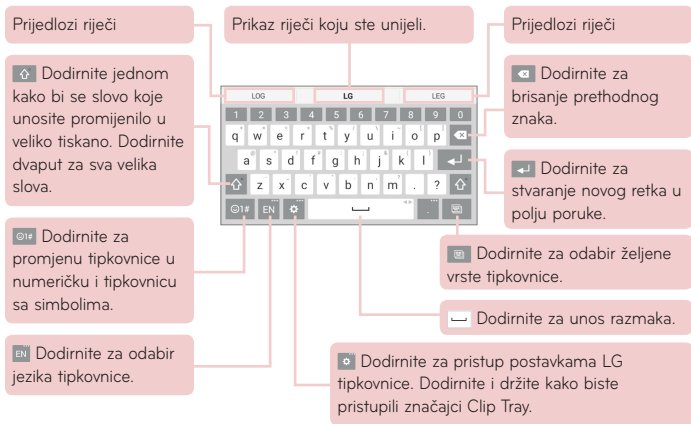 Prijedlozi riječi
Prikaz riječi koju ste unijeli.
Prijedlozi riječi
Dodirnite jednom
kako bi se slovo koje
unosite promijenilo u
veliko tiskano. Dodirnite
dvaput za sva velika
slova.
LOG LG LEG
1 2 3 4 5 6 7 8 9 0
q w e r t y u i o p
a s d f g h j k l
z x c v b n m . ?
☺1# EN .
Dodirnite za
brisanje prethodnog
znaka.
Dodirnite za
stvaranje novog retka u
polju poruke.
☺1# Dodirnite za
promjenu tipkovnice u
numeričku i tipkovnicu
sa simbolima.
Dodirnite za odabir željene
vrste tipkovnice.
Dodirnite za unos razmaka.
EN Dodirnite za odabir
jezika tipkovnice.
Dodirnite za pristup postavkama LG
tipkovnice. Dodirnite i držite kako biste
pristupili značajci Clip Tray.